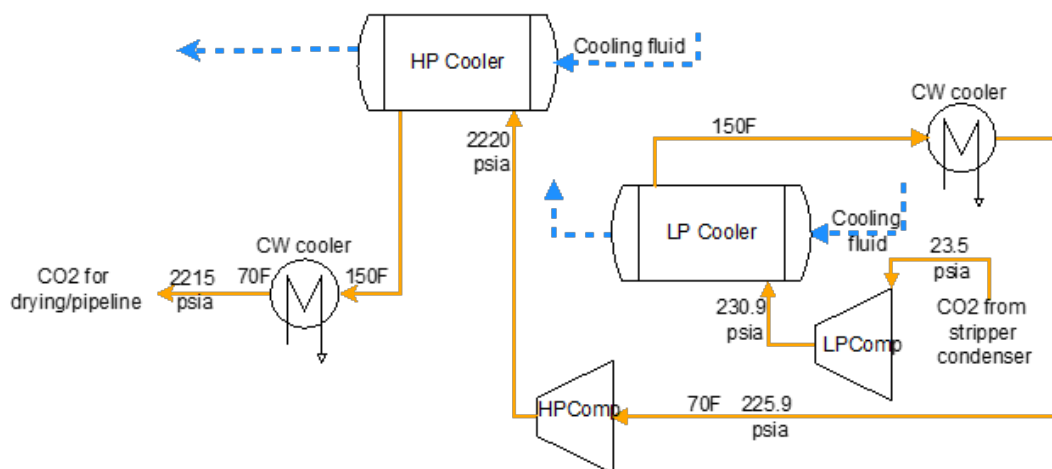 HP Cooler
Cooling fluid
CW cooler
2220
psia
150F
LP Cooler
Cooling
fluid
CW cooler
CO2 for
drying/pipeline
2215
psia
70F
150F
23.5
psia
230.9
psia
LPComp
CO2 from
stripper
condenser
HPComp
70F 225.9
psia